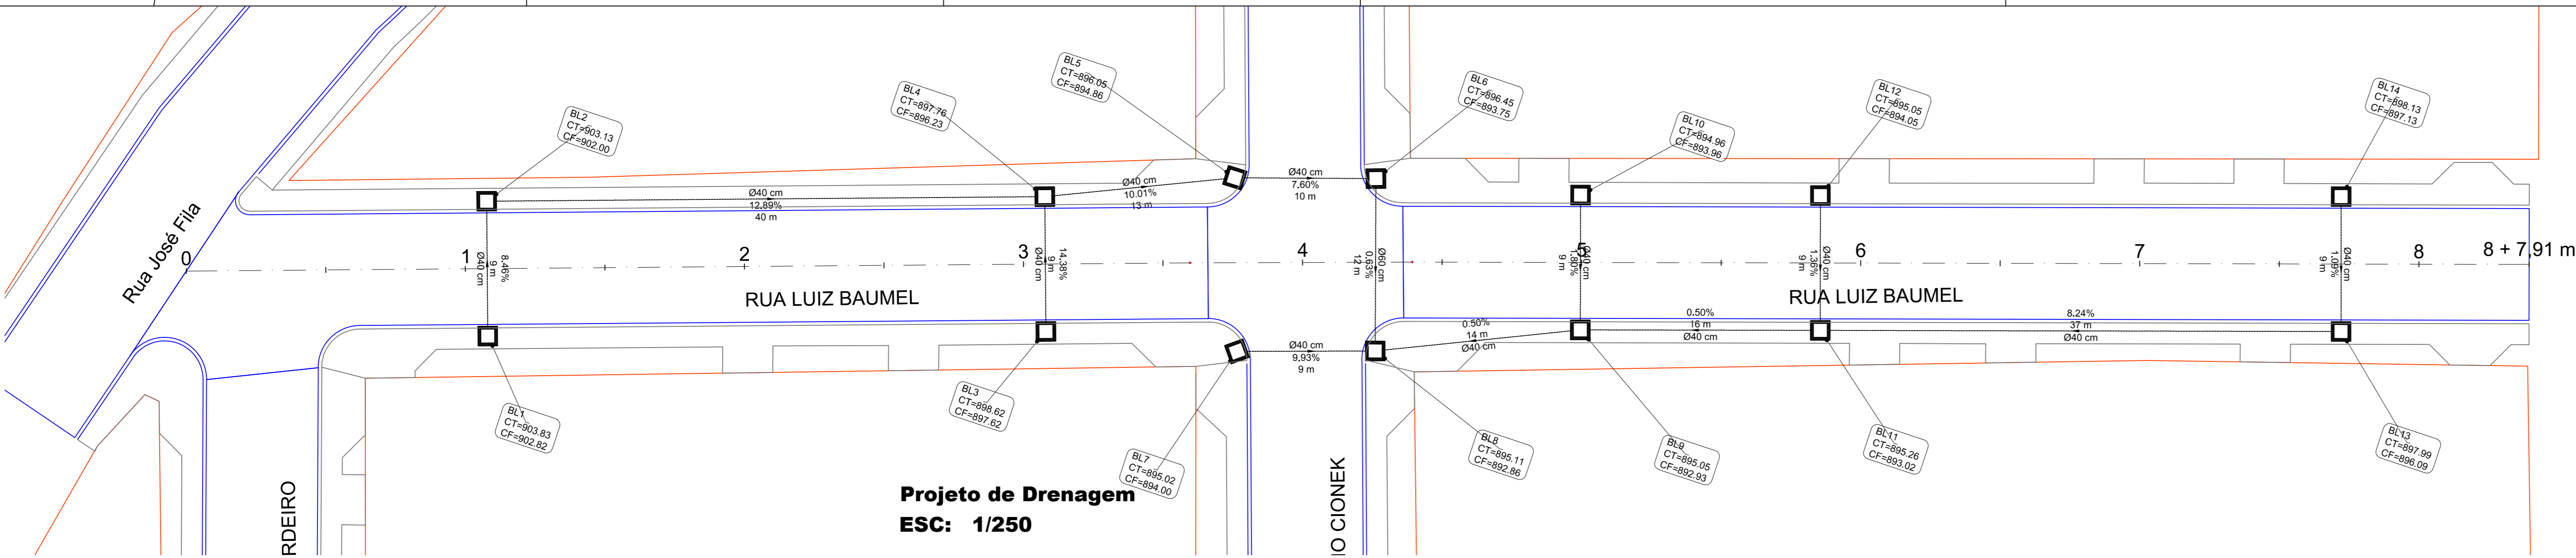 BL5
CT=896.05
CF=894.86
BL4
CT=897.76
CF=896.23
BL2
CT=903.13
CF=902.00
BL6
CT=896.45
CF=893.75
BL10
CT=894.96
CF=893.96
BL12
CT=895.05
CF=894.05
BL14
CT=898.13
CF=897.13
Ø40 cm
12.89%
40 m
Ø40 cm
10.01%
13 m
Ø40 cm
7,60%
10 m
Rua José Fila
0
1
2
3
4
5
6
7
8
8 + 7,91 m
8.46%
9 m
Ø40 cm
14.38%
9 m
Ø40 cm
Ø60 cm
0.63%
12 m
Ø40 cm
1.80%
9 m
Ø40 cm
1.36%
9 m
Ø40 cm
1.09%
9 m
RUA LUIZ BAUMEL
RUA LUIZ BAUMEL
0.50%
14 m
Ø40 cm
0.50%
16 m
Ø40 cm
8.24%
37 m
Ø40 cm
Ø40 cm
9,93%
9 m
BL1
CT=903.83
CF=902.82
BL3
CT=898.62
CF=897.62
BL7
CT=895.02
CF=894.00
BL8
CT=895.11
CF=892.86
BL9
CT=895.05
CF=892.93
BL11
CT=895.26
CF=893.02
BL13
CT=897.99
CF=896.09
RDEIRO
IO CIONEK
Projeto de Drenagem
ESC: 1/250